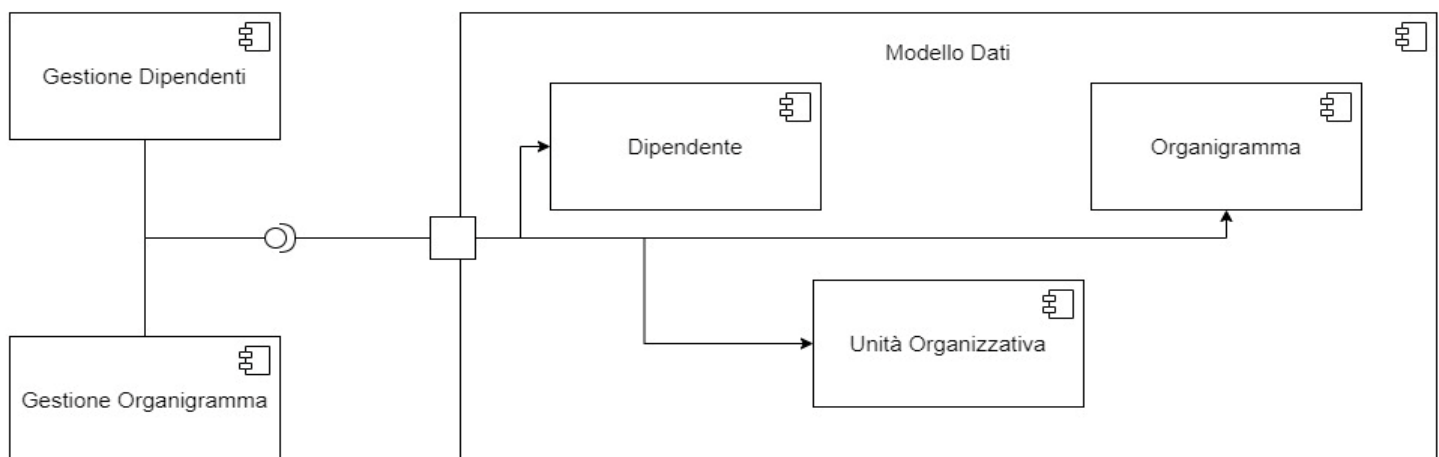 Gestione Dipendenti
Modello Dati
Dipendente
Organigramma
Unità Organizzativa
Gestione Organigramma